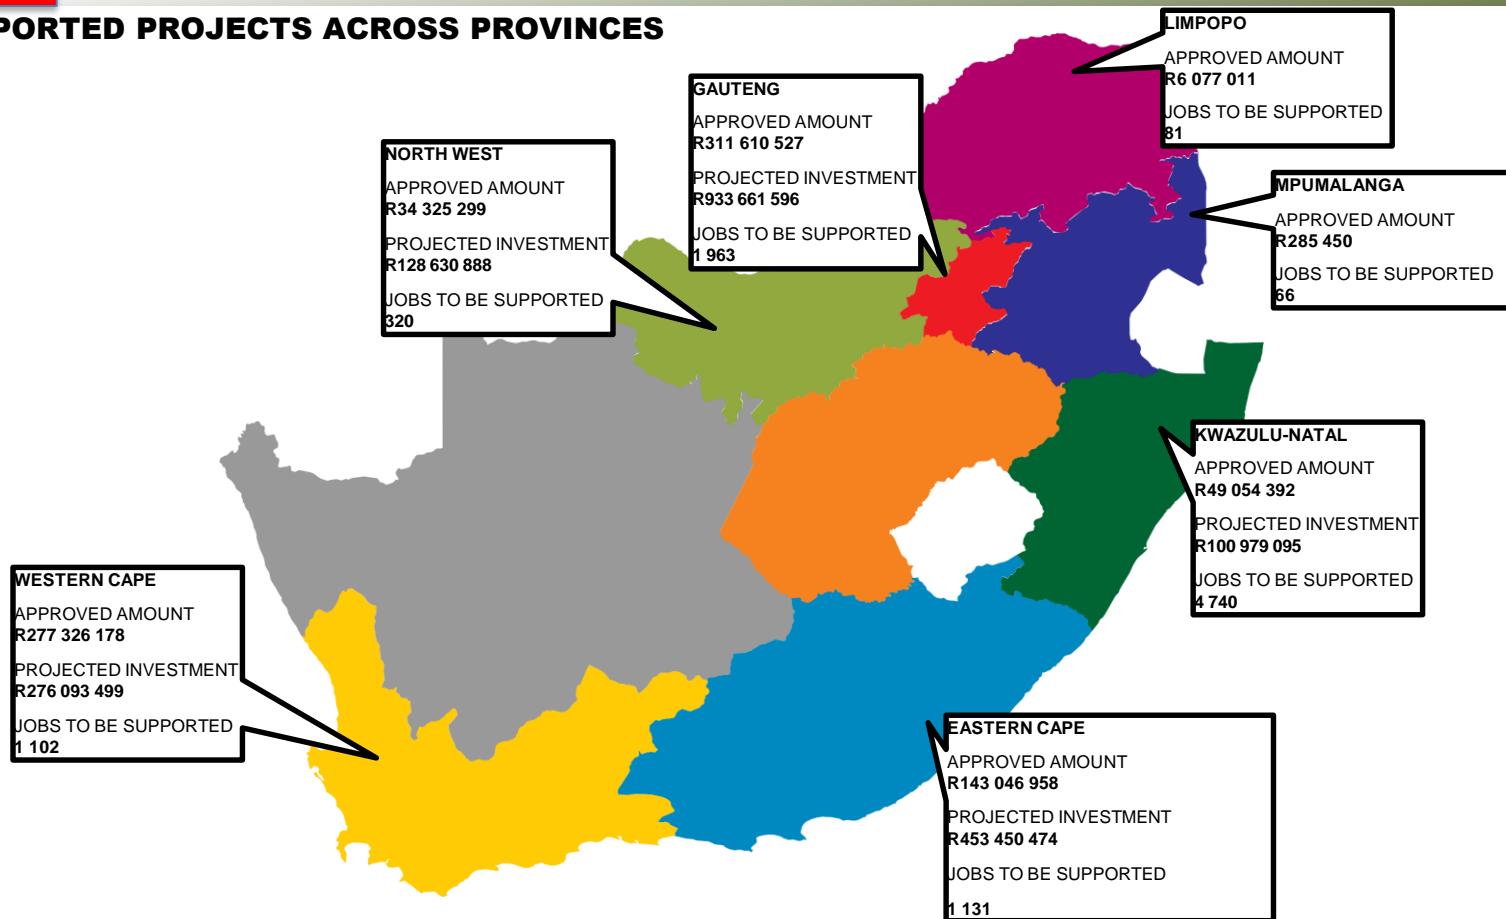 PORTED PROJECTS ACROSS PROVINCES
LIMPOPO
APPROVED AMOUNT
R6 077 011
JOBS TO BE SUPPORTED
81
GAUTENG
APPROVED AMOUNT
R311 610 527
PROJECTED INVESTMENT
R933 661 596
JOBS TO BE SUPPORTED
1 963
NORTH WEST
APPROVED AMOUNT
R34 325 299
PROJECTED INVESTMENT
R128 630 888
JOBS TO BE SUPPORTED
320
MPUMALANGA
APPROVED AMOUNT
R285 450
JOBS TO BE SUPPORTED
66
KWAZULU-NATAL
APPROVED AMOUNT
R49 054 392
PROJECTED INVESTMENT
R100 979 095
JOBS TO BE SUPPORTED
4 740
WESTERN CAPE
APPROVED AMOUNT
R277 326 178
PROJECTED INVESTMENT
R276 093 499
JOBS TO BE SUPPORTED
1 102
EASTERN CAPE
APPROVED AMOUNT
R143 046 958
PROJECTED INVESTMENT
R453 450 474
JOBS TO BE SUPPORTED
1 131